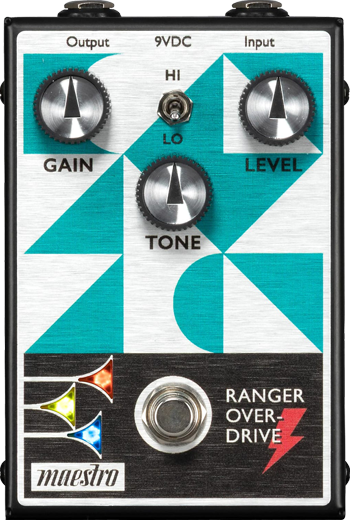 Output 9VDC Input
HI
LO
GAIN LEVEL
TONE
RANGER
OVER-
DRIVE
maestro